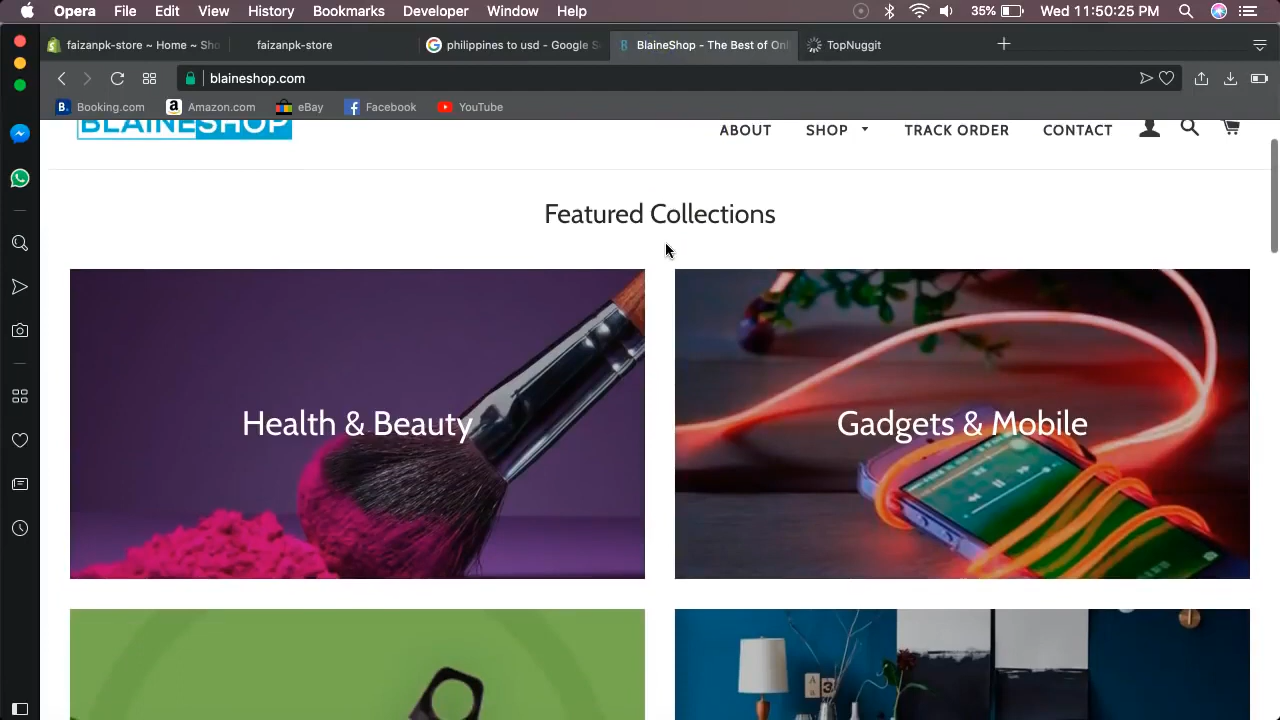 Opera File Edit View History Bookmarks Developer Window Help 35% Wed 11:50:25 PM
faizanpk-store ~ Home ~ Sho faizanpk-store philippines to usd - Google S BlaineShop - The Best of Onl TopNuggit
blaineshop.com
Booking.com Amazon.com eBay Facebook YouTube
BLAINESHOP ABOUT SHOP TRACK ORDER CONTACT
Featured Collections
Health & Beauty Gadgets & Mobile